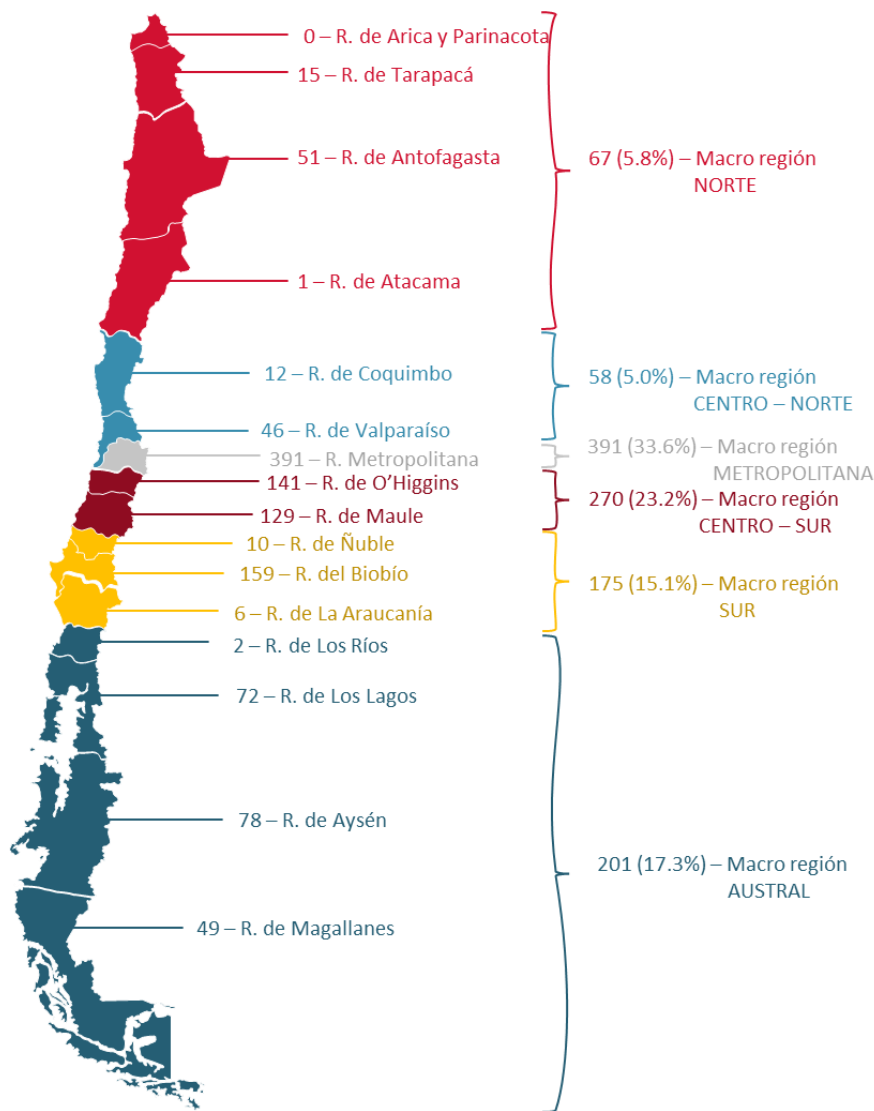 0 – R. de Arica y Parinacota
15 – R. de Tarapacá
51 – R. de Antofagasta
67 (5.8%) – Macro región
NORTE
1 – R. de Atacama
12 – R. de Coquimbo
58 (5.0%) – Macro región
CENTRO – NORTE
46 – R. de Valparaíso
391 – R. Metropolitana
391 (33.6%) – Macro región
METROPOLITANA
141 – R. de O’Higgins
129 – R. de Maule
270 (23.2%) – Macro región
CENTRO – SUR
10 – R. de Ñuble
159 – R. del Biobío
175 (15.1%) – Macro región
SUR
6 – R. de La Araucanía
2 – R. de Los Ríos
72 – R. de Los Lagos
78 – R. de Aysén
201 (17.3%) – Macro región
AUSTRAL
49 – R. de Magallanes